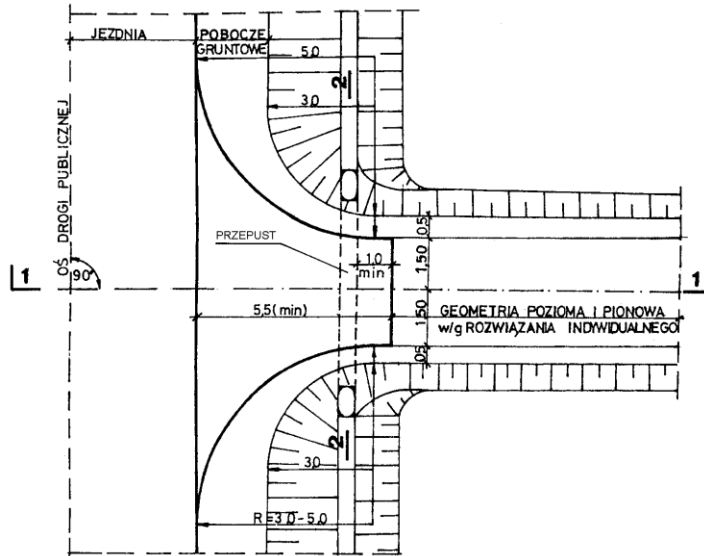 JEZDNIA
POBOCZE
GRUNTOWE
5,0
2
3,0
OŚ DROGI PUBLICZNEJ
PRZEPUST
0,5
1,50
1,0
min
1
90°
1
5,5(min)
1,50
GEOMETRIA POZIOMA I PIONOWA
w/g ROZWIĄZANIA INDYWIDUALNEGO
0,5
2
3,0
R=3,0-5,0